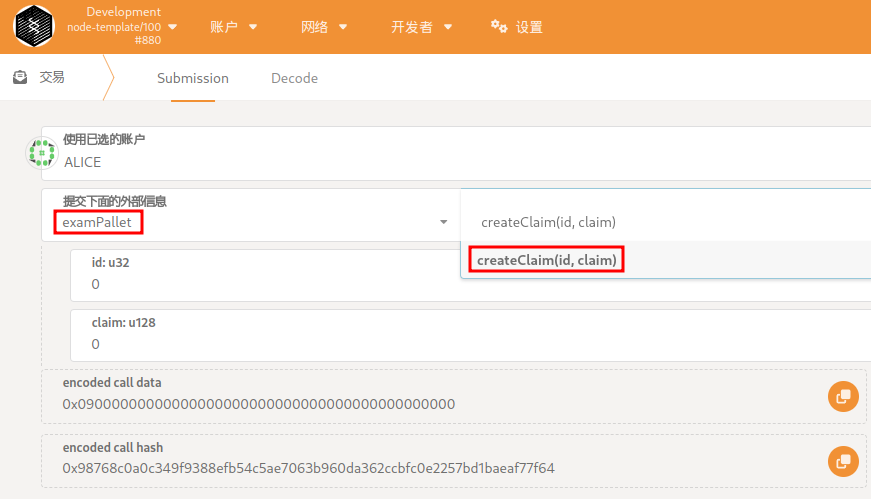 Development
node-template/100
#880
账户
网络
开发者
设置
交易
Submission
Decode
使用已选的账户
ALICE
提交下面的外部信息
examPallet
createClaim(id, claim)
createClaim(id, claim)
id: u32
0
claim: u128
0
encoded call data
0x090000000000000000000000000000000000000000
encoded call hash
0x98768c0a0c349f9388efb54c5ae7063b960da362ccbfc0e2257bd1baeaf77f64